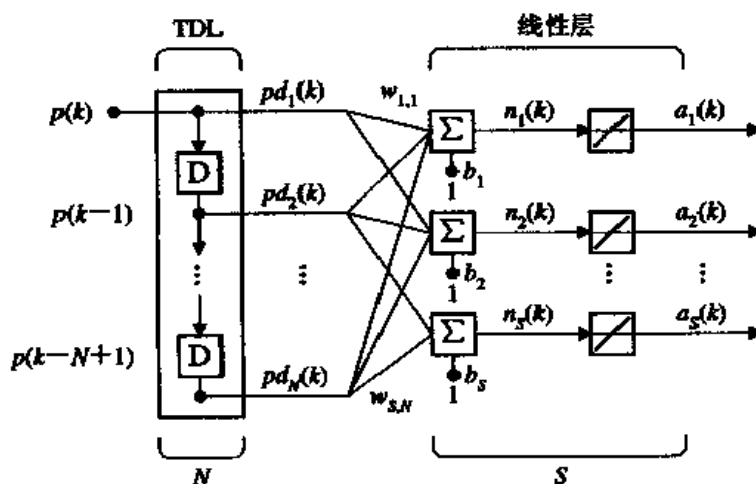 TDL
线性层
p(k)
pd₁(k)
w₁,₁
Σ
n₁(k)
a₁(k)
D
b₁
1
p(k−1)
pd₂(k)
Σ
n₂(k)
a₂(k)
b₂
1
p(k−N+1)
D
Σ
n_S(k)
a_S(k)
pd_N(k)
w_S,N
b_S
1
N
S